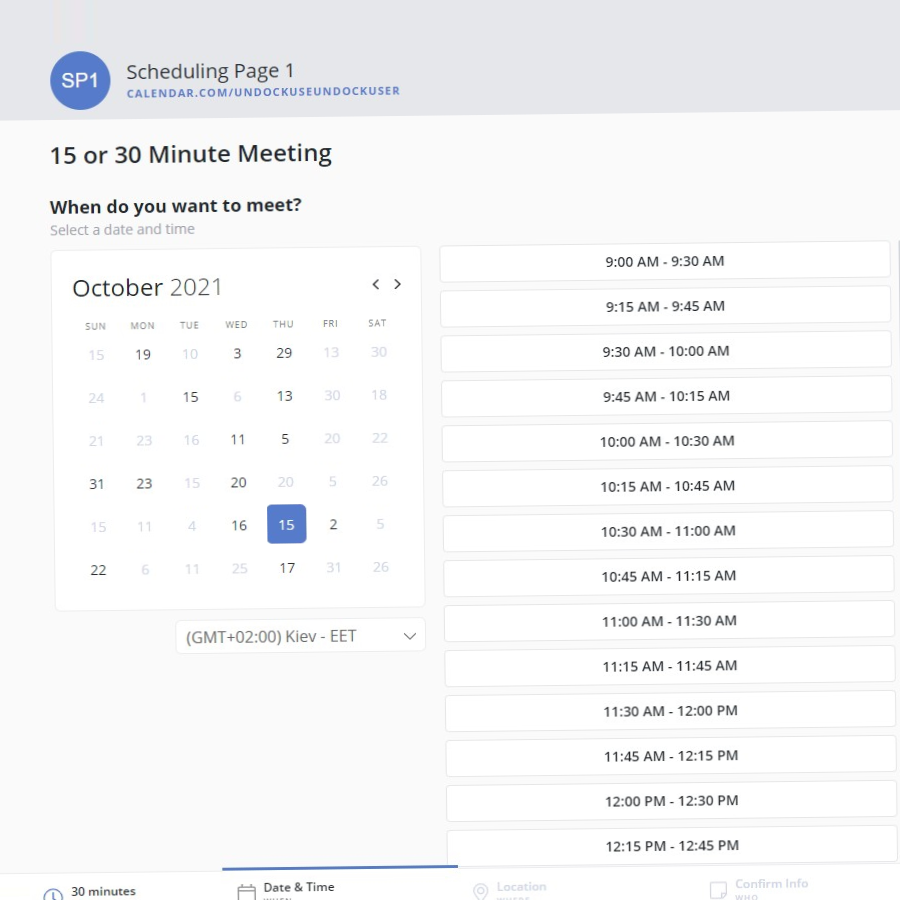 SP1
Scheduling Page 1
CALENDAR.COM/UNDOCKUSEUNDOCKUSER
15 or 30 Minute Meeting
When do you want to meet?
Select a date and time
October 2021
SUN MON TUE WED THU FRI SAT
15 19 10 3 29 13 30
24 1 15 6 13 30 18
21 23 16 11 5 20 22
31 23 15 20 20 5 26
15 11 4 16 15 2 5
22 6 11 25 17 31 26
(GMT+02:00) Kiev - EET
9:00 AM - 9:30 AM
9:15 AM - 9:45 AM
9:30 AM - 10:00 AM
9:45 AM - 10:15 AM
10:00 AM - 10:30 AM
10:15 AM - 10:45 AM
10:30 AM - 11:00 AM
10:45 AM - 11:15 AM
11:00 AM - 11:30 AM
11:15 AM - 11:45 AM
11:30 AM - 12:00 PM
11:45 AM - 12:15 PM
12:00 PM - 12:30 PM
12:15 PM - 12:45 PM
30 minutes
Date & Time
Location
Confirm Info
WHO